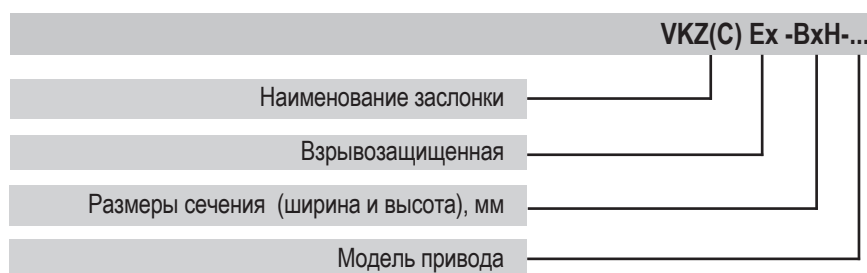 VKZ(C) Ex -BxH-...
Наименование заслонки
Взрывозащищенная
Размеры сечения (ширина и высота), мм
Модель привода